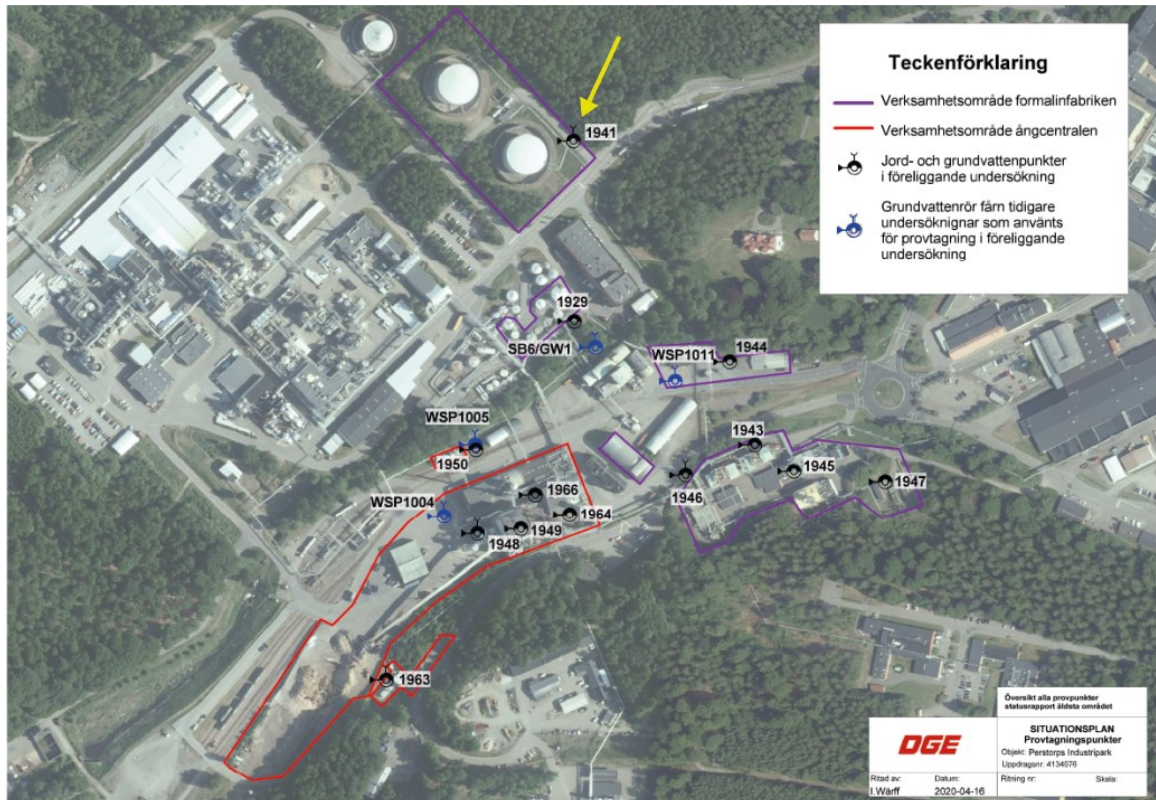 Teckenförklaring
Verksamhetsområde formalinfabriken
Verksamhetsområde ångcentralen
Jord- och grundvattenpunkter
i föreliggande undersökning
Grundvattenrör fårn tidigare
undersöknignar som använts
för provtagning i föreliggande
undersökning
1941
1929
SB6/GW1
WSP1011
1944
WSP1005
1950
1943
1945
1947
1946
1966
WSP1004
1964
1949
1948
1963
Översikt alla provpunkter
statusrapport äldsta området
DGE
SITUATIONSPLAN
Provtagningspunkter
Objekt: Perstorps Industripark
Uppdragsnr: 4134076
Ritad av: Datum: Ritning nr: Skala:
I.Wärff 2020-04-16